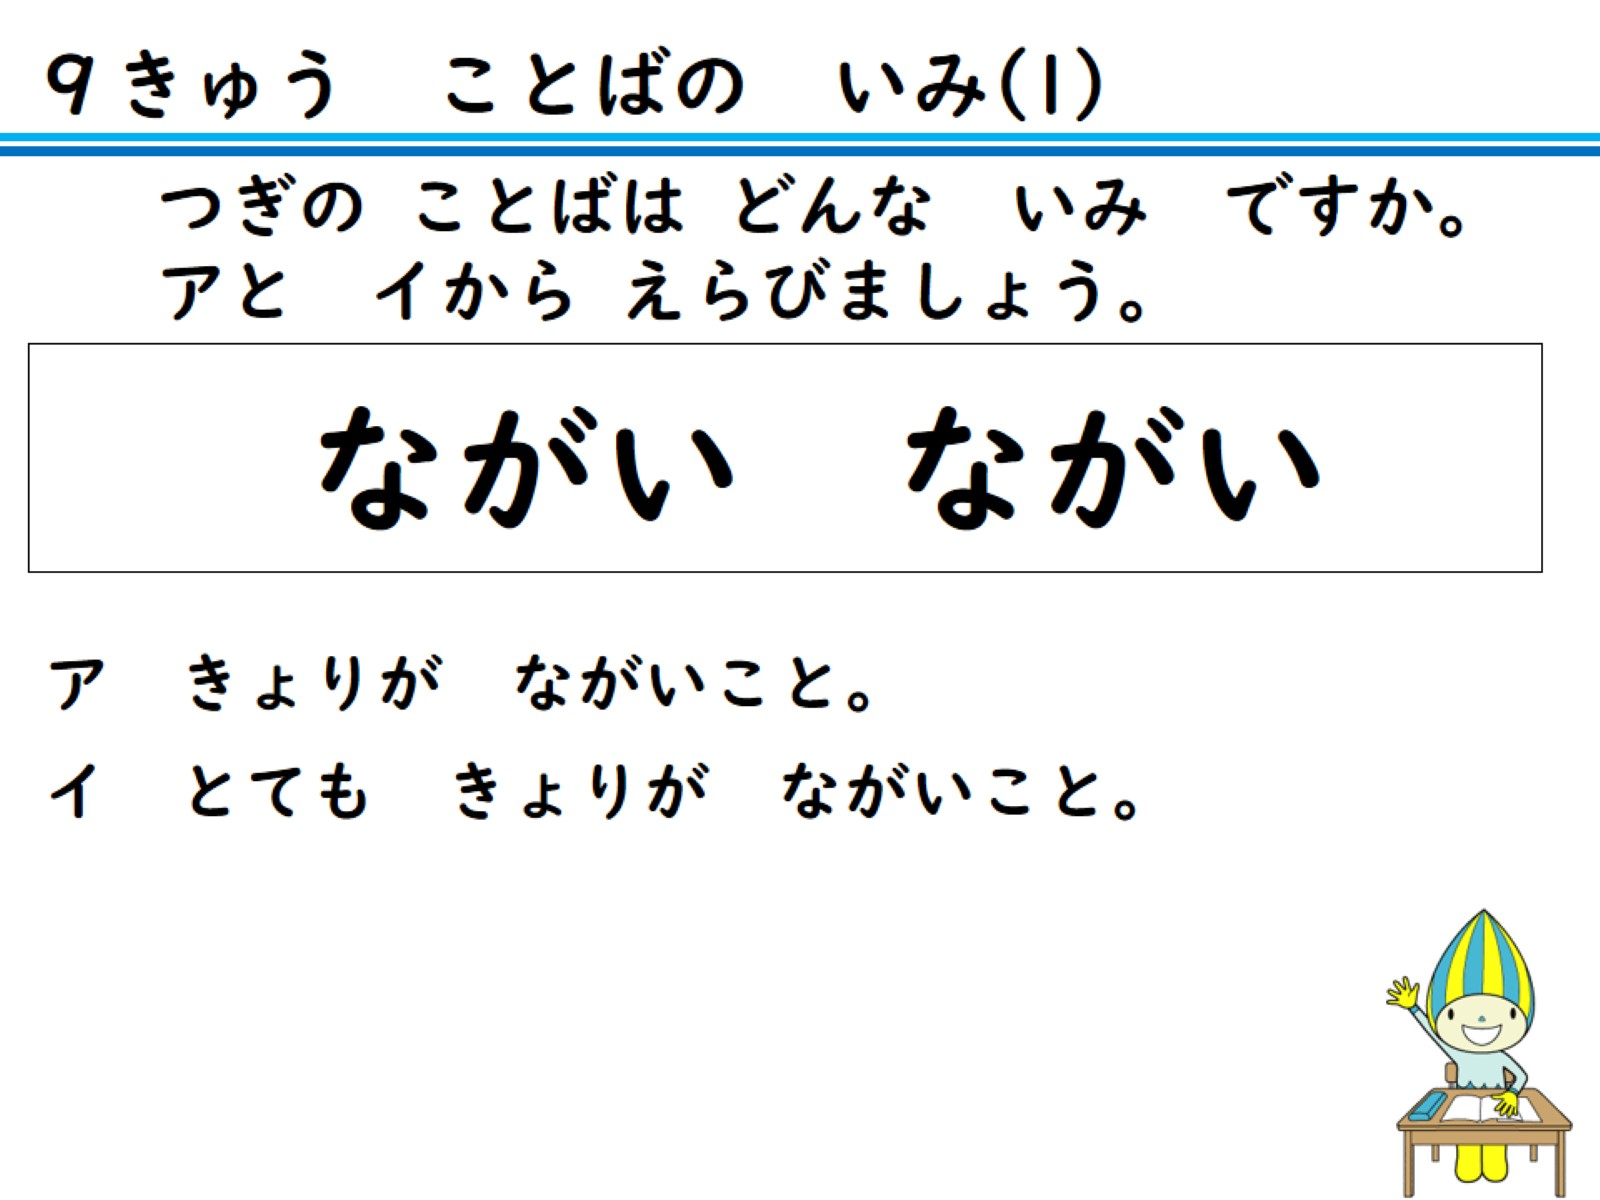 9きゅう　ことばの　いみ(1)
つぎの ことばは どんな　いみ　ですか。
アと　イから えらびましょう。
ながい　ながい
ア　きょりが　ながいこと。
イ　とても　きょりが　ながいこと。